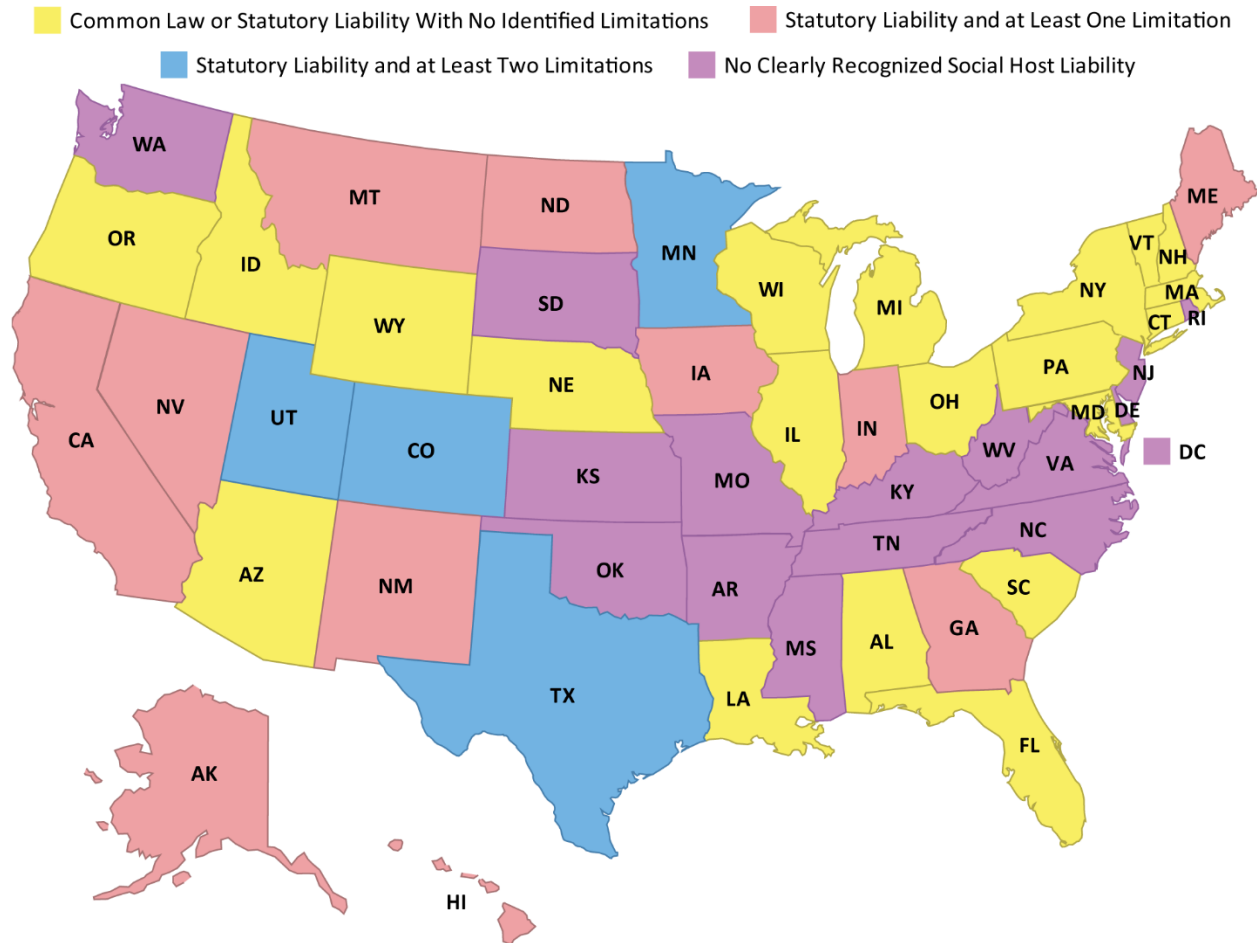 Common Law or Statutory Liability With No Identified Limitations
Statutory Liability and at Least One Limitation
Statutory Liability and at Least Two Limitations
No Clearly Recognized Social Host Liability
WA
MT
ND
MN
ME
OR
ID
SD
WI
MI
VT
NH
NY
MA
CT
RI
WY
NE
IA
PA
NJ
NV
UT
CA
CO
IL
IN
OH
MD
DE
DC
KS
MO
WV
VA
KY
AZ
NM
OK
AR
TN
NC
SC
MS
AL
GA
TX
LA
FL
AK
HI